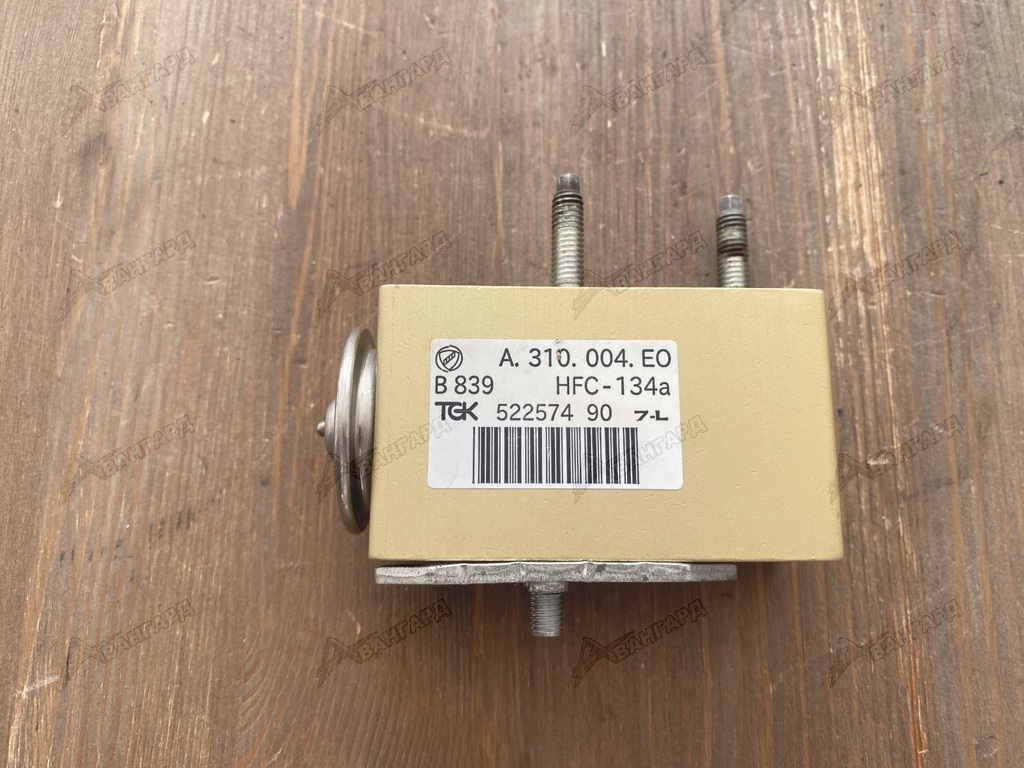 A. 310. 004. EO
B 839 HFC-134a
TGK 522574 90 7-L
АВАНГАРД